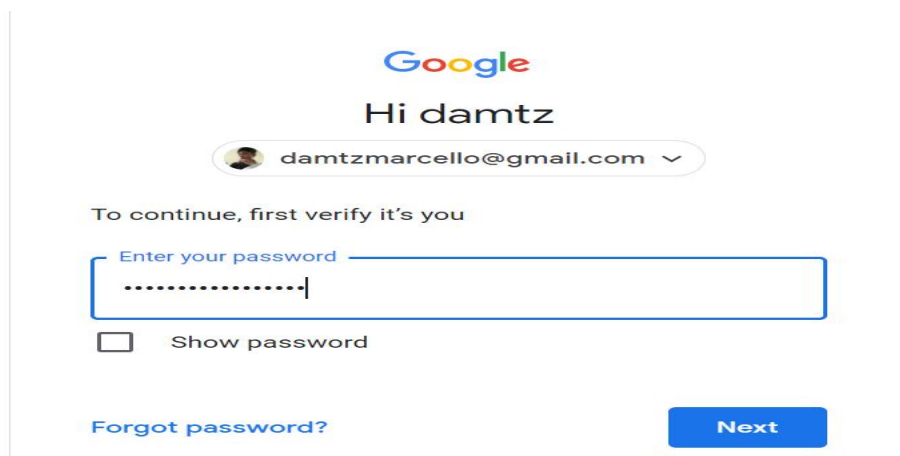 Google
Hi damtz
damtzmarcello@gmail.com
To continue, first verify it's you
Enter your password
•••••••••••••••••
Show password
Forgot password?
Next